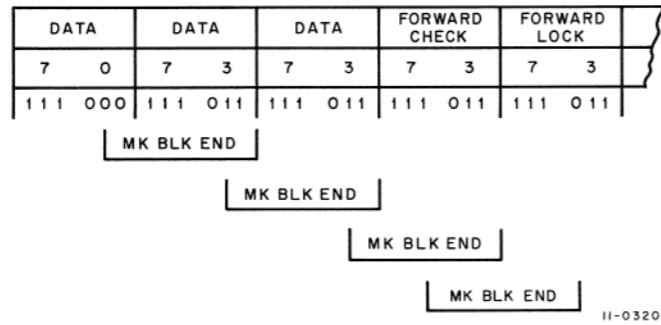 DATA DATA DATA FORWARD CHECK FORWARD LOCK
7 0 7 3 7 3 7 3 7 3
111 000 111 011 111 011 111 011 111 011
MK BLK END
MK BLK END
MK BLK END
MK BLK END
11-0320